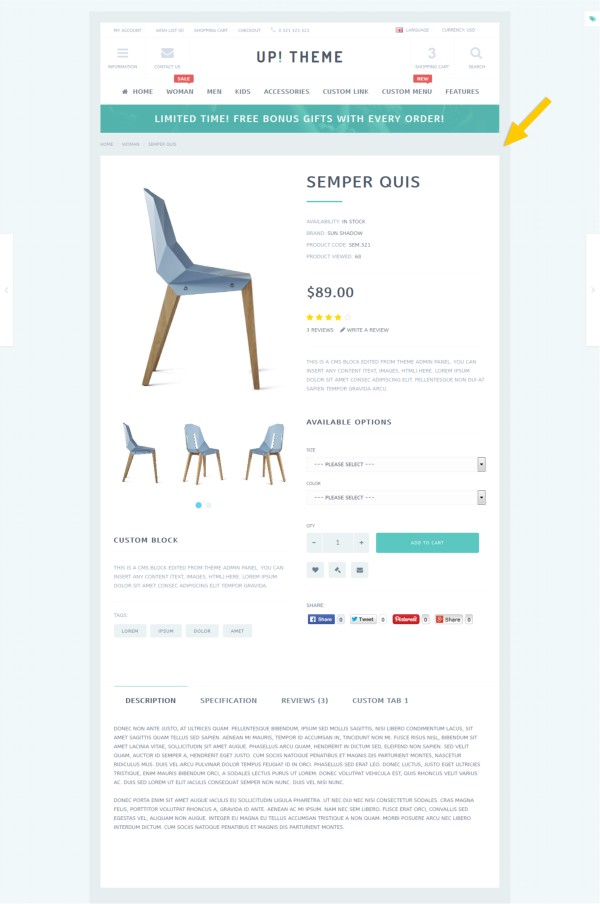 MY ACCOUNT WISH LIST (0) SHOPPING CART CHECKOUT 0 321 321 321 LANGUAGE CURRENCY: USD
INFORMATION CONTACT US UP! THEME 3 SHOPPING CART SEARCH
SALE NEW
HOME WOMAN MEN KIDS ACCESSORIES CUSTOM LINK CUSTOM MENU FEATURES
LIMITED TIME! FREE BONUS GIFTS WITH EVERY ORDER!
HOME WOMAN SEMPER QUIS
SEMPER QUIS
AVAILABILITY: IN STOCK
BRAND: SUN SHADOW
PRODUCT CODE: SEM 321
PRODUCT VIEWED: 60
$89.00
3 REVIEWS WRITE A REVIEW
THIS IS A CMS BLOCK EDITED FROM THEME ADMIN PANEL. YOU CAN
INSERT ANY CONTENT (TEXT, IMAGES, HTML) HERE. LOREM IPSUM
DOLOR SIT AMET CONSEC ADIPISCING ELIT. PELLENTESQUE NON DUI AT
SAPIEN TEMPOR GRAVIDA ARCU.
AVAILABLE OPTIONS
SIZE
--- PLEASE SELECT ---
COLOR
--- PLEASE SELECT ---
QTY
- 1 + ADD TO CART
CUSTOM BLOCK
THIS IS A CMS BLOCK EDITED FROM THEME ADMIN PANEL. YOU CAN
INSERT ANY CONTENT (TEXT, IMAGES, HTML) HERE. LOREM IPSUM
DOLOR SIT AMET CONSEC ADIPISCING ELIT TEMPOR GRAVIDA.
TAGS:
LOREM IPSUM DOLOR AMET
SHARE:
Share 0 Tweet 0 Pinterest 0 Share 0
DESCRIPTION SPECIFICATION REVIEWS (3) CUSTOM TAB 1
DONEC NON ANTE JUSTO, AT ULTRICES QUAM. PELLENTESQUE BIBENDUM, IPSUM SED MOLLIS SAGITTIS, NISI LIBERO CONDIMENTUM LACUS, SIT
AMET SAGITTIS QUAM TELLUS SED SAPIEN. AENEAN MI MAURIS, TEMPOR ID ACCUMSAN IN, TINCIDUNT NON MI. FUSCE RISUS NISL, BIBENDUM SIT
AMET LACINIA VITAE, SOLLICITUDIN SIT AMET AUGUE. PHASELLUS ARCU QUAM, HENDRERIT IN DICTUM SED, ELEIFEND NON SAPIEN. SED VELIT
QUAM, AUCTOR ID SEMPER A, HENDRERIT EGET JUSTO. CUM SOCIIS NATOQUE PENATIBUS ET MAGNIS DIS PARTURIENT MONTES, NASCETUR
RIDICULUS MUS. DUIS VEL ARCU PULVINAR DOLOR TEMPUS FEUGIAT ID IN ORCI. PHASELLUS SED ERAT LEO. DONEC LUCTUS, JUSTO EGET ULTRICIES
TRISTIQUE, ENIM MAURIS BIBENDUM ORCI, A SODALES LECTUS PURUS UT LOREM. DONEC VOLUTPAT VEHICULA EST, QUIS RHONCUS VELIT VARIUS
AC. DUIS SED LOREM UT ELIT IACULIS CONSEQUAT SEMPER NON NUNC. DUIS VEL NISI NUNC.
DONEC PORTA ENIM SIT AMET AUGUE IACULIS EU SOLLICITUDIN LIGULA PHARETRA. UT NEC DUI NEC NISI CONSECTETUR SODALES. CRAS MAGNA
FELIS, PORTTITOR VOLUTPAT RHONCUS A, GRAVIDA ID ANTE. AENEAN AC IPSUM. NAM NEC SEM LIBERO. FUSCE ERAT ORCI, CONVALLIS SED
EGESTAS VEL, ALIQUAM NON AUGUE. INTEGER EU MAGNA EU TELLUS ACCUMSAN TRISTIQUE A NON QUAM. MORBI POSUERE ARCU NEC LIBERO
INTERDUM DICTUM. CUM SOCIIS NATOQUE PENATIBUS ET MAGNIS DIS PARTURIENT MONTES.